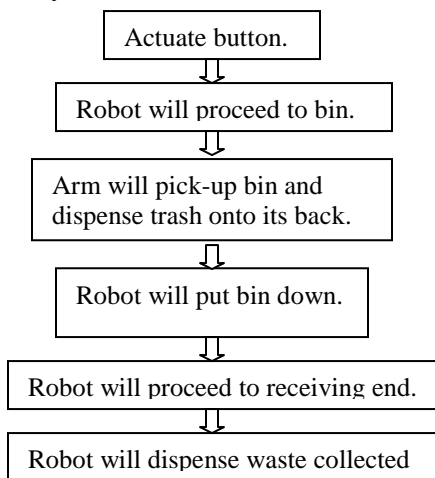 Actuate button.
Robot will proceed to bin.
Arm will pick-up bin and
dispense trash onto its back.
Robot will put bin down.
Robot will proceed to receiving end.
Robot will dispense waste collected